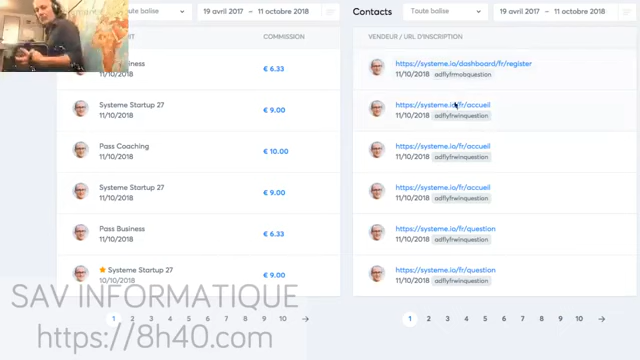 Toute balise
19 avril 2017 – 11 octobre 2018
COMMISSION
11/10/2018
€ 6.33
Systeme Startup 27
11/10/2018
€ 9.00
Pass Coaching
11/10/2018
€ 10.00
Systeme Startup 27
11/10/2018
€ 9.00
Pass Business
11/10/2018
€ 6.33
Systeme Startup 27
10/10/2018
€ 9.00
1 2 3 4 5 6 7 8 9 10
Contacts
Toute balise
19 avril 2017 – 11 octobre 2018
VENDEUR / URL D'INSCRIPTION
https://systeme.io/dashboard/fr/register
11/10/2018 adflyfrmobquestion
https://systeme.io/fr/accueil
11/10/2018 adflyfrwinquestion
https://systeme.io/fr/accueil
11/10/2018 adflyfrwinquestion
https://systeme.io/fr/accueil
11/10/2018 adflyfrwinquestion
https://systeme.io/fr/question
11/10/2018 adflyfrwinquestion
https://systeme.io/fr/question
11/10/2018 adflyfrwinquestion
1 2 3 4 5 6 7 8 9 10
SAV INFORMATIQUE
https://8h40.com